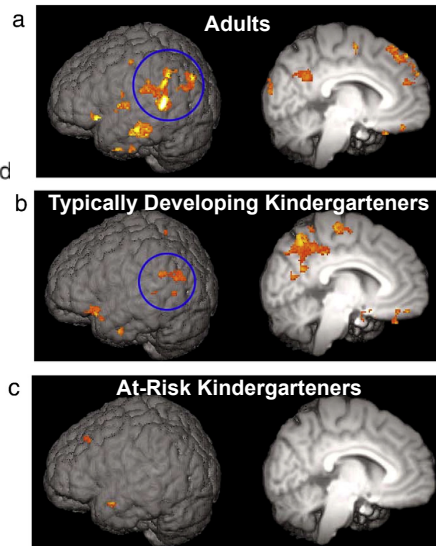 a
Adults
d
b
Typically Developing Kindergarteners
c
At-Risk Kindergarteners